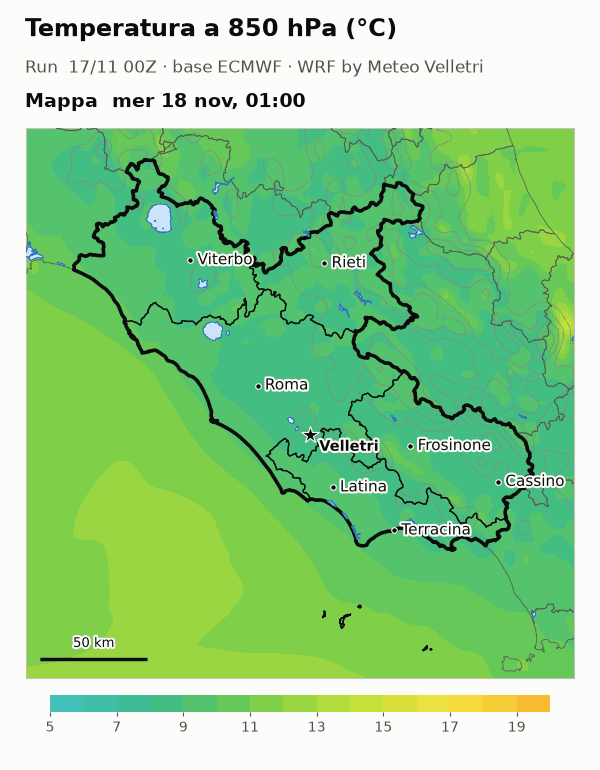 Temperatura a 850 hPa (°C)
Run  17/11 00Z · base ECMWF · WRF by Meteo Velletri
Mappa  mer 18 nov, 01:00
Viterbo
Rieti
Roma
Velletri
Frosinone
Latina
Cassino
Terracina
50 km
5 7 9 11 13 15 17 19